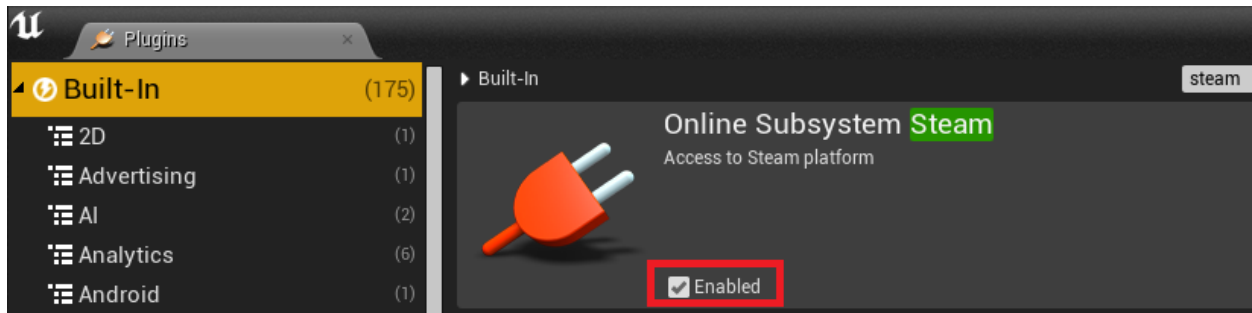 Plugins
Built-In (175)
2D (1)
Advertising (1)
AI (2)
Analytics (6)
Android (1)
Built-In
steam
Online Subsystem Steam
Access to Steam platform
Enabled